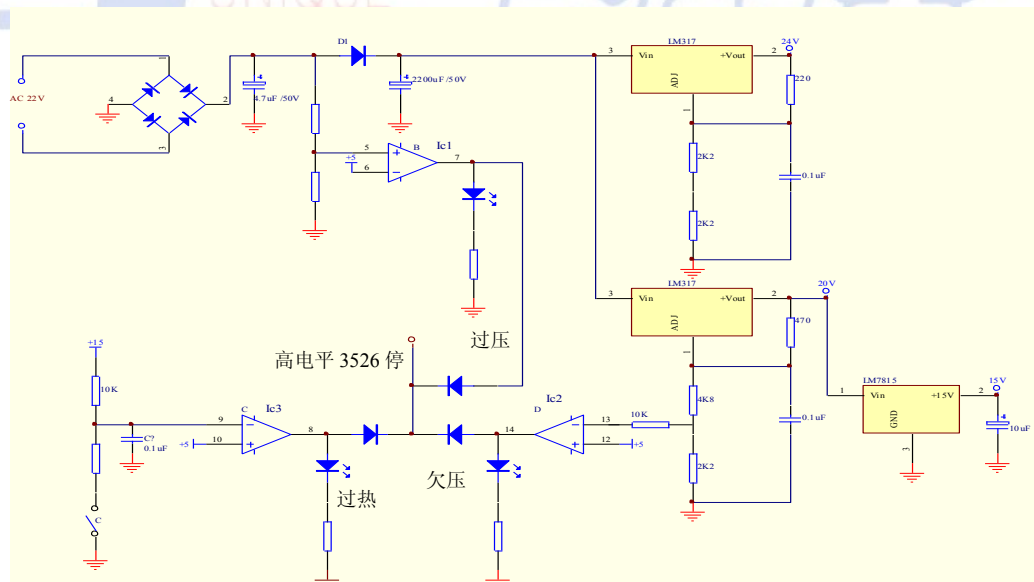 UNIQUE
D1
LM317
24V
3
Vin
+Vout
2
ADJ
1
220
1
AC 22V
4
2
3
4.7uF /50V
2200uF/50V
+5
5
6
B
Ic1
7
2K2
0.1uF
2K2
LM317
20V
3
Vin
+Vout
2
ADJ
1
470
过压
高电平 3526 停
+15
10K
LM7815
15V
1
Vin
+15V
2
GND
3
10uF
C
Ic3
9
10
8
+5
C?
0.1uF
Ic2
D
14
13
12
10K
+5
4K8
0.1uF
2K2
欠压
过热
C